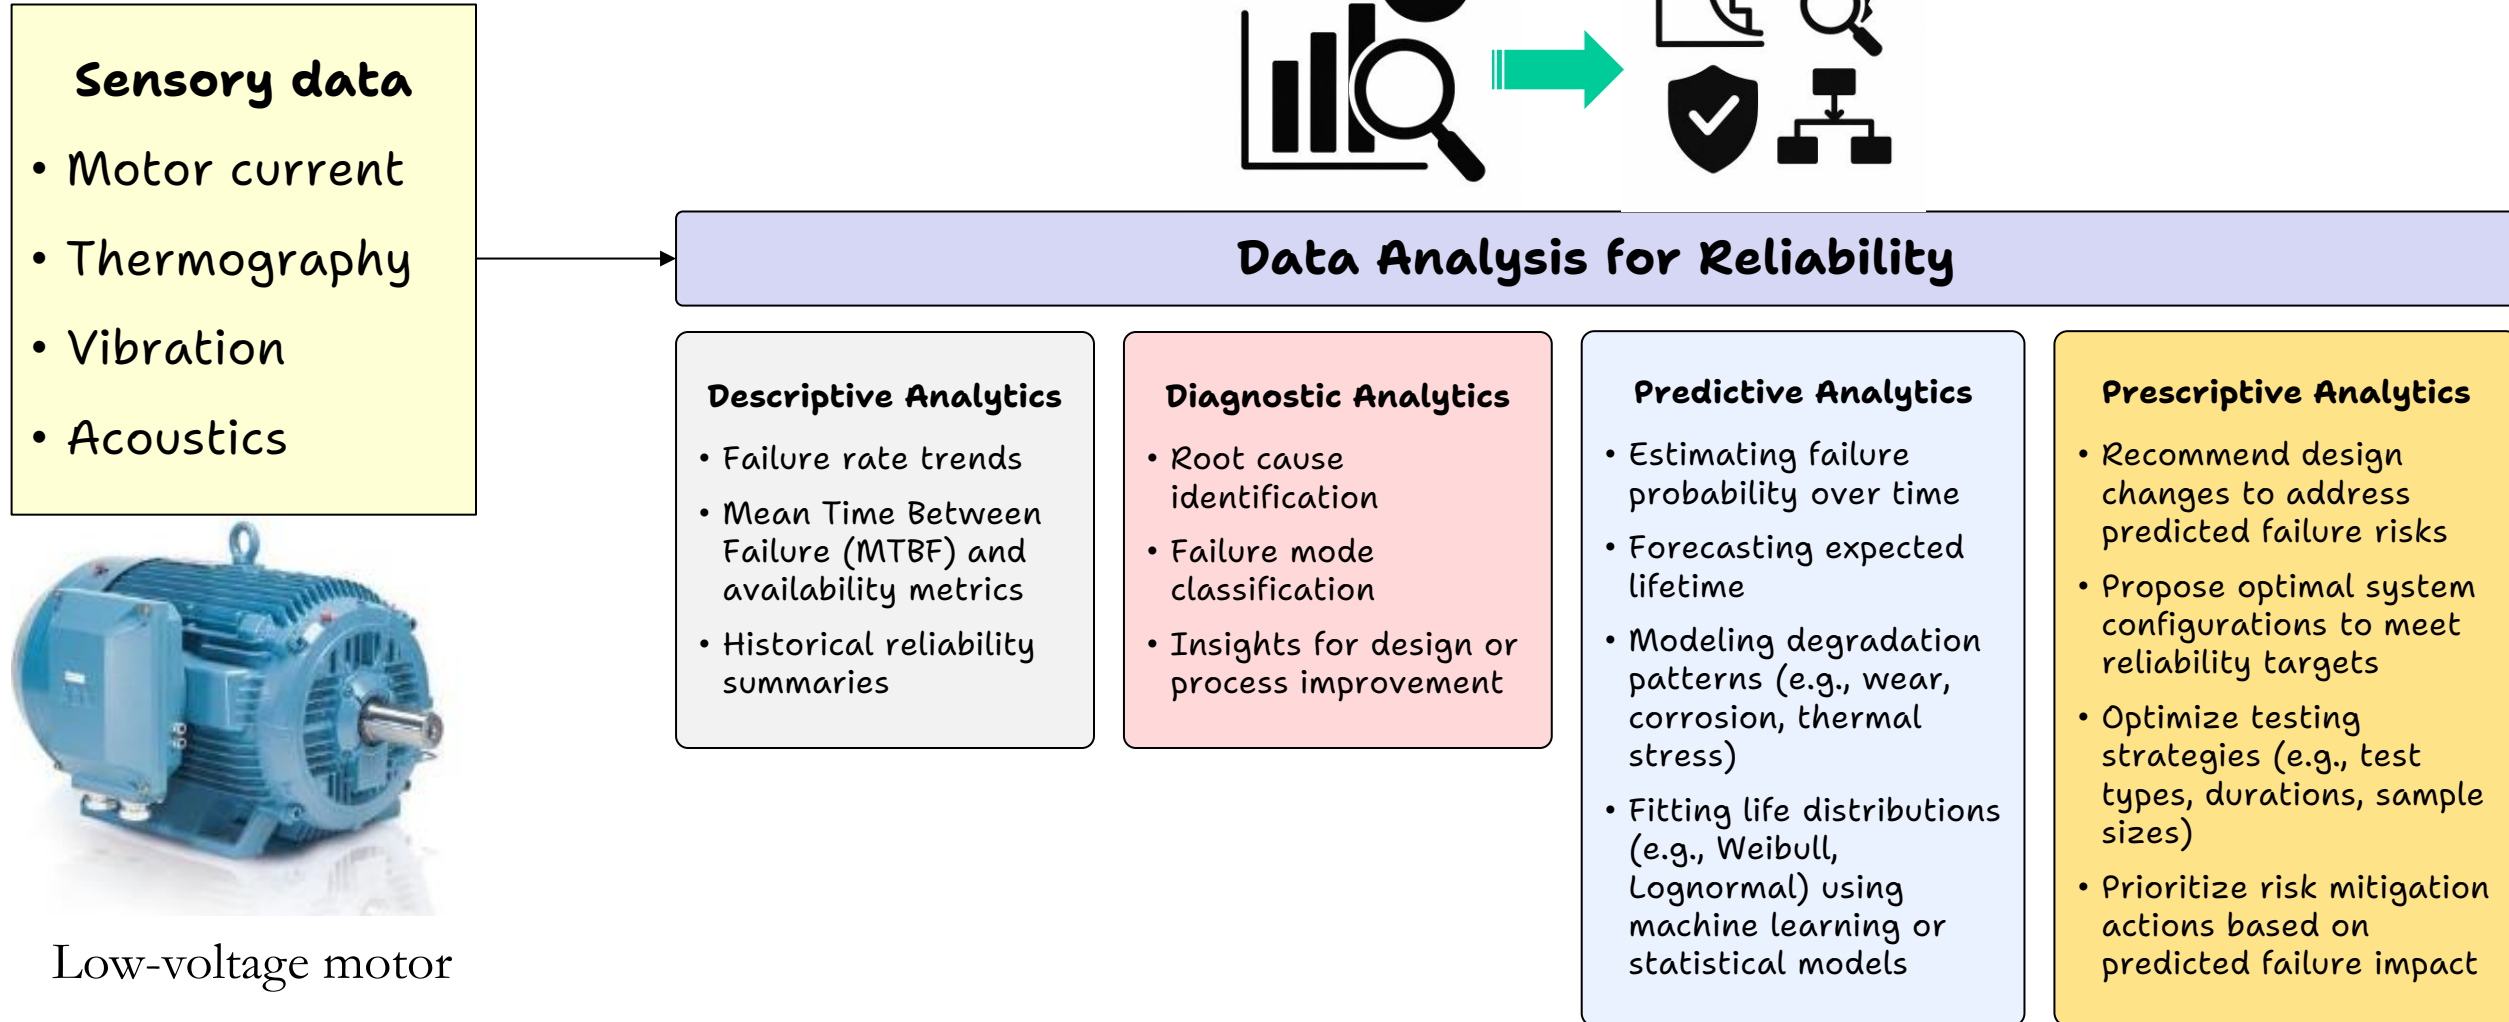 Sensory data
• Motor current
• Thermography
• Vibration
• Acoustics
Low-voltage motor
Data Analysis for Reliability
Descriptive Analytics
• Failure rate trends
• Mean Time Between
Failure (MTBF) and
availability metrics
• Historical reliability
summaries
Diagnostic Analytics
• Root cause
identification
• Failure mode
classification
• Insights for design or
process improvement
Predictive Analytics
• Estimating failure
probability over time
• Forecasting expected
lifetime
• Modeling degradation
patterns (e.g., wear,
corrosion, thermal
stress)
• Fitting life distributions
(e.g., Weibull,
Lognormal) using
machine learning or
statistical models
Prescriptive Analytics
• Recommend design
changes to address
predicted failure risks
• Propose optimal system
configurations to meet
reliability targets
• Optimize testing
strategies (e.g., test
types, durations, sample
sizes)
• Prioritize risk mitigation
actions based on
predicted failure impact